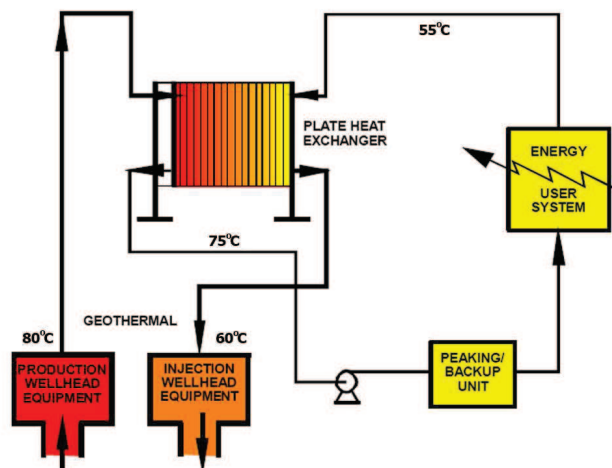 55°C
PLATE HEAT
EXCHANGER
ENERGY
USER
SYSTEM
75°C
GEOTHERMAL
80°C
60°C
PRODUCTION
WELLHEAD
EQUIPMENT
INJECTION
WELLHEAD
EQUIPMENT
PEAKING/
BACKUP
UNIT